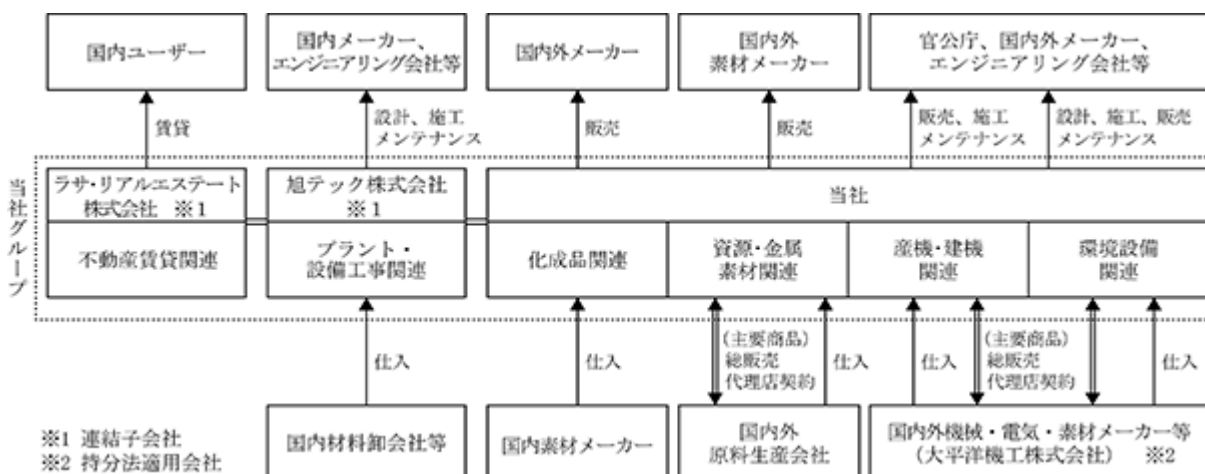 国内ユーザー
国内メーカー、
エンジニアリング会社等
国内外メーカー
国内外
素材メーカー
官公庁、国内外メーカー、
エンジニアリング会社等
賃貸
設計、施工
メンテナンス
販売
販売
販売、施工
メンテナンス
設計、施工、販売
メンテナンス
当社グループ
ラサ・リアルエステート
株式会社 ※1
旭テック株式会社
※1
当社
不動産賃貸関連
プラント・
設備工事関連
化成品関連
資源・金属
素材関連
産機・建機
関連
環境設備
関連
仕入
仕入
(主要商品)
総販売
代理店契約
仕入
仕入
(主要商品)
総販売
代理店契約
仕入
国内材料卸会社等
国内素材メーカー
国内外
原料生産会社
国内外機械・電気・素材メーカー等
(大平洋機工株式会社) ※2
※1 連結子会社
※2 持分法適用会社